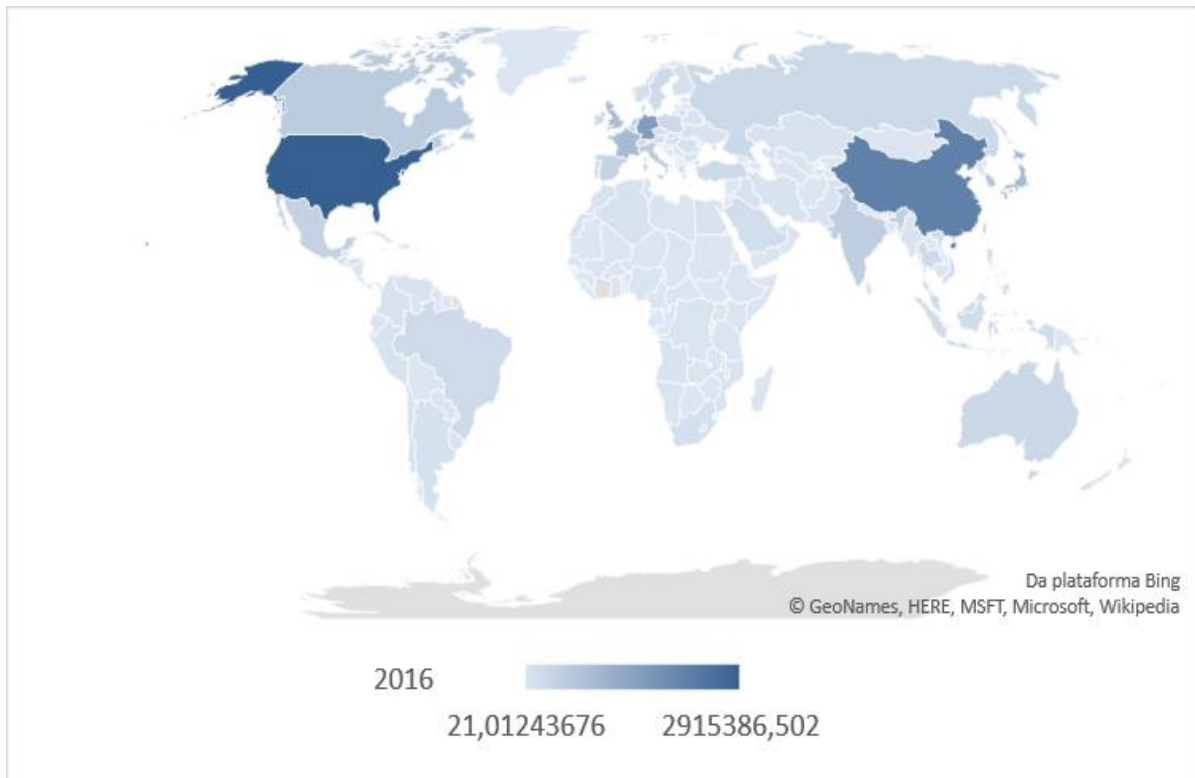 Da plataforma Bing
© GeoNames, HERE, MSFT, Microsoft, Wikipedia
2016
21,01243676 2915386,502